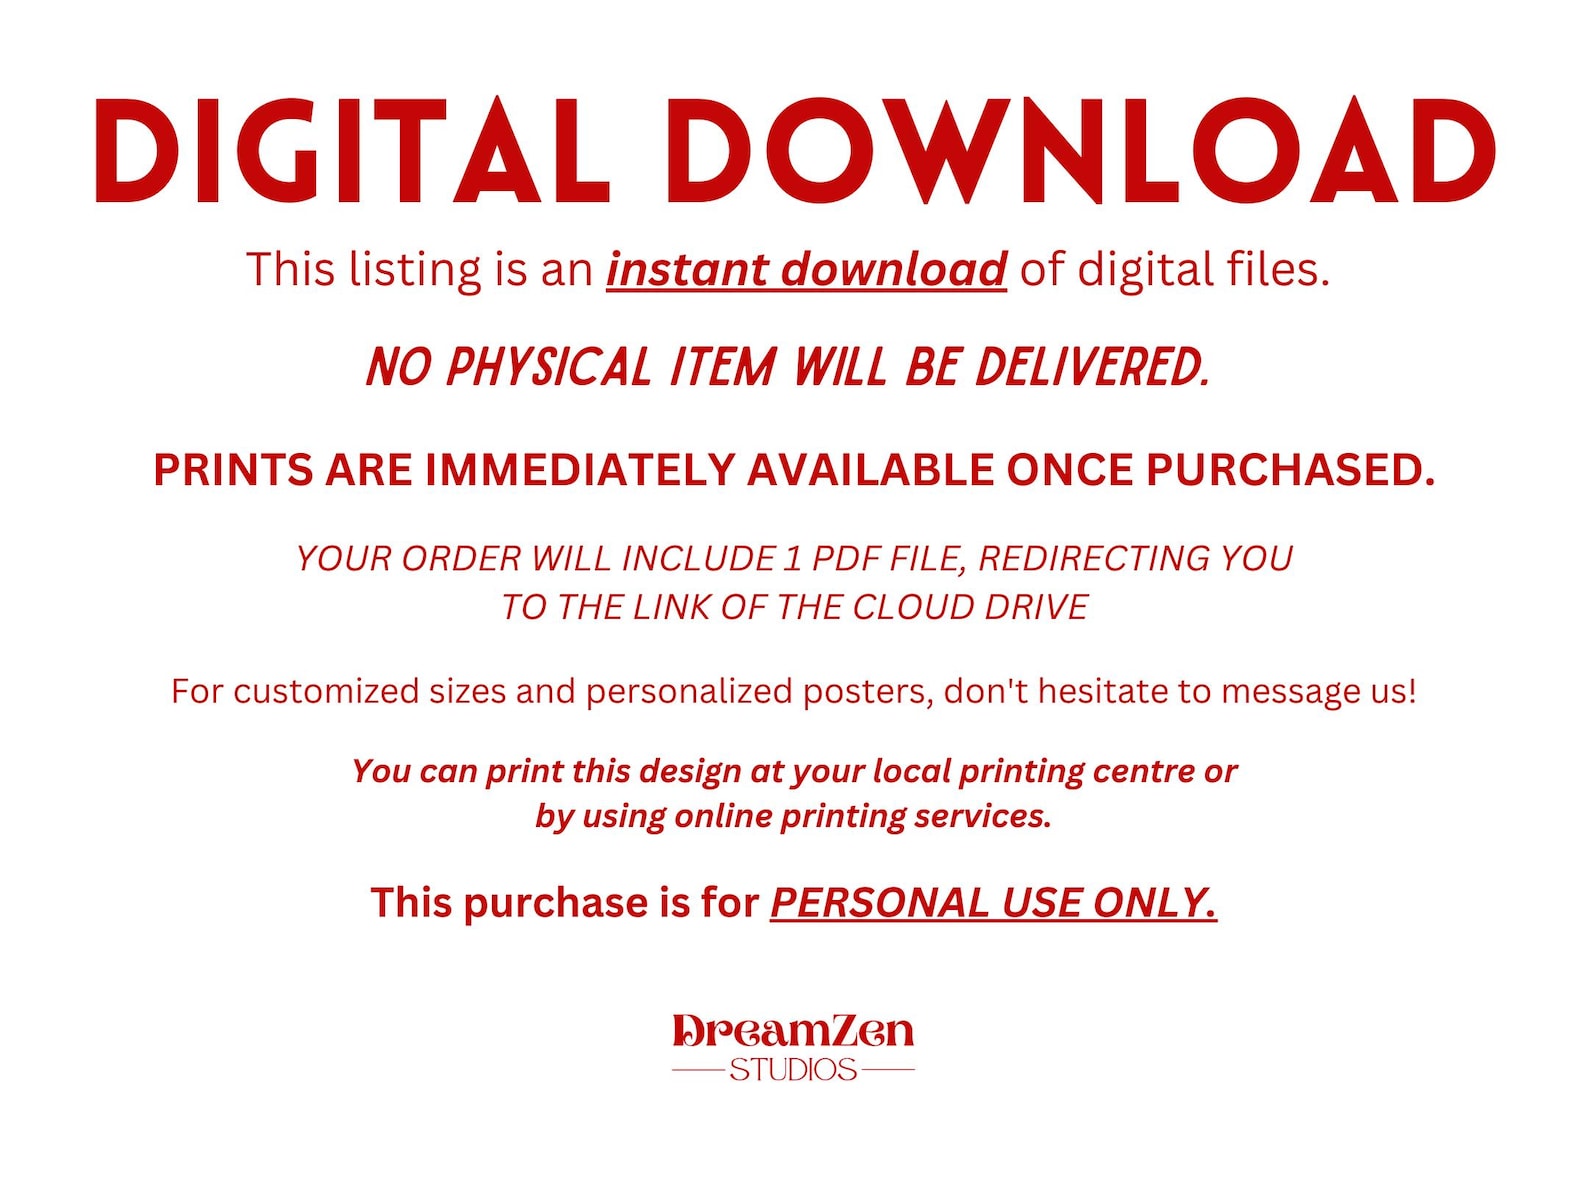 DIGITAL DOWNLOAD
This listing is an instant download of digital files.
NO PHYSICAL ITEM WILL BE DELIVERED.
PRINTS ARE IMMEDIATELY AVAILABLE ONCE PURCHASED.
YOUR ORDER WILL INCLUDE 1 PDF FILE, REDIRECTING YOU
TO THE LINK OF THE CLOUD DRIVE
For customized sizes and personalized posters, don't hesitate to message us!
You can print this design at your local printing centre or
by using online printing services.
This purchase is for PERSONAL USE ONLY.
DreamZen
STUDIOS